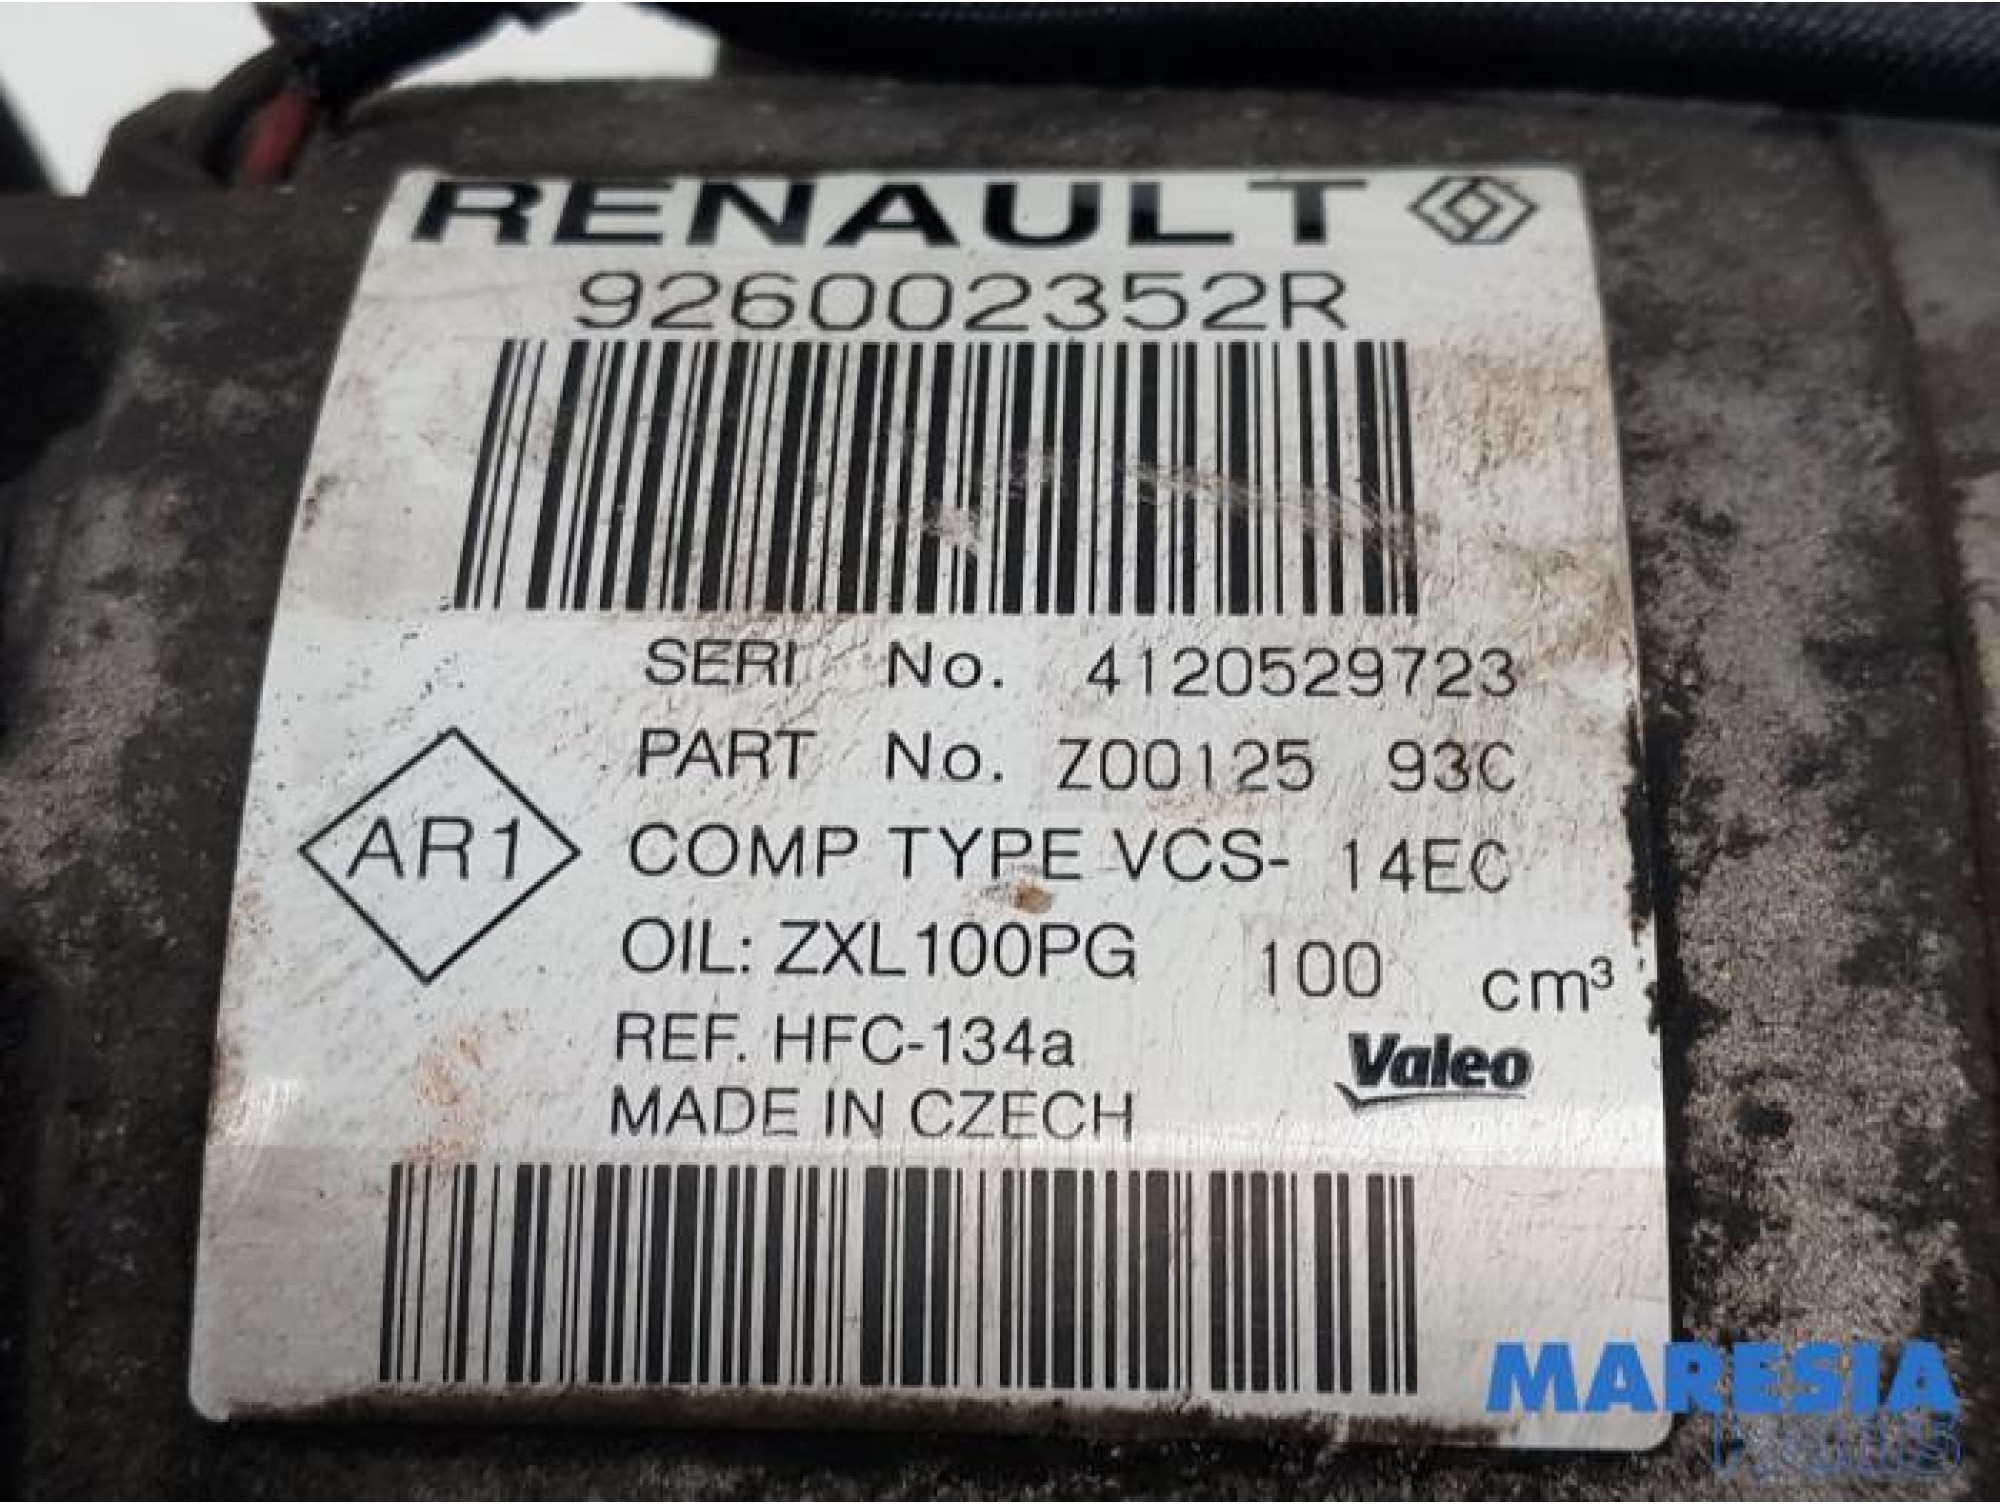 RENAULT
926002352R
SERI No. 4120529723
PART No. Z00125 93C
AR1
COMP TYPE VCS- 14EC
OIL: ZXL100PG 100 cm³
REF. HFC-134a
Valeo
MADE IN CZECH
MARESIA
PARTS